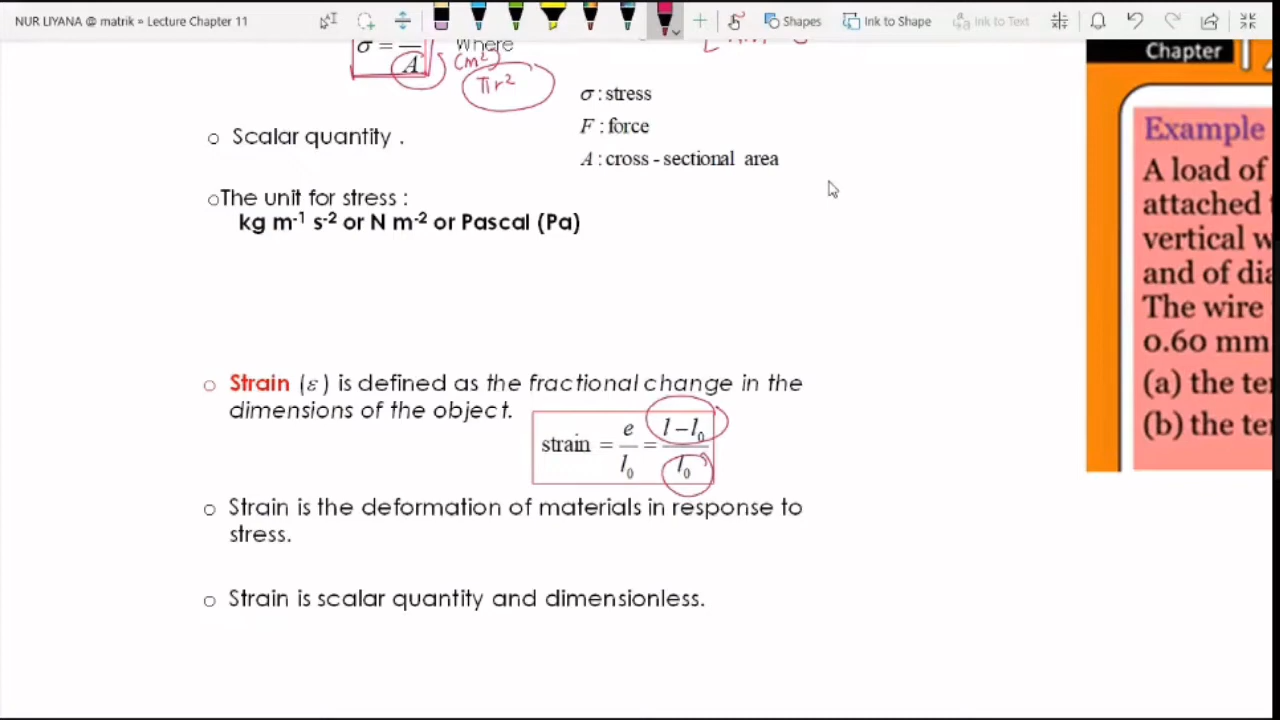 NUR LIYANA @ matrik » Lecture Chapter 11
Shapes
Ink to Shape
Ink to Text
σ =
A
Where
(m²)
πr²
σ : stress
F : force
A : cross - sectional area
o Scalar quantity .
o The unit for stress :
kg m⁻¹ s⁻² or N m⁻² or Pascal (Pa)
o Strain (ε) is defined as the fractional change in the
dimensions of the object.
strain = e/l₀ = l – l₀/l₀
o Strain is the deformation of materials in response to
stress.
o Strain is scalar quantity and dimensionless.
Chapter
Example
A load of
attached
vertical w
and of dia
The wire
0.60 mm
(a) the te
(b) the te